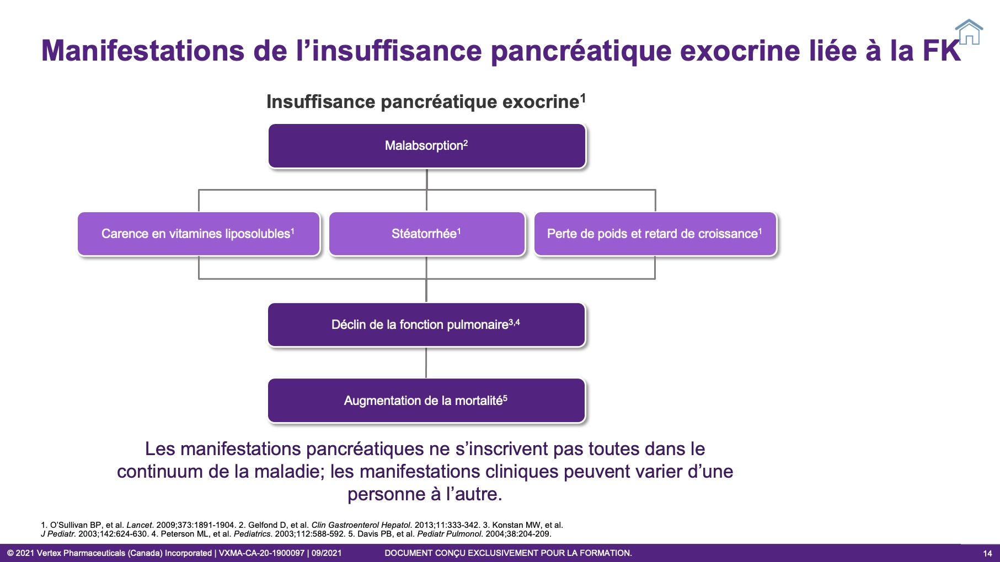 Manifestations de l’insuffisance pancréatique exocrine liée à la FK
Insuffisance pancréatique exocrine1
Malabsorption2
Carence en vitamines liposolubles1
Stéatorrhée1
Perte de poids et retard de croissance1
Déclin de la fonction pulmonaire3,4
Augmentation de la mortalité5
Les manifestations pancréatiques ne s’inscrivent pas toutes dans le
continuum de la maladie; les manifestations cliniques peuvent varier d’une
personne à l’autre.
1. O’Sullivan BP, et al. Lancet. 2009;373:1891-1904. 2. Gelfond D, et al. Clin Gastroenterol Hepatol. 2013;11:333-342. 3. Konstan MW, et al.
J Pediatr. 2003;142:624-630. 4. Peterson ML, et al. Pediatrics. 2003;112:588-592. 5. Davis PB, et al. Pediatr Pulmonol. 2004;38:204-209.
© 2021 Vertex Pharmaceuticals (Canada) Incorporated | VXMA-CA-20-1900097 | 09/2021
DOCUMENT CONÇU EXCLUSIVEMENT POUR LA FORMATION.
14